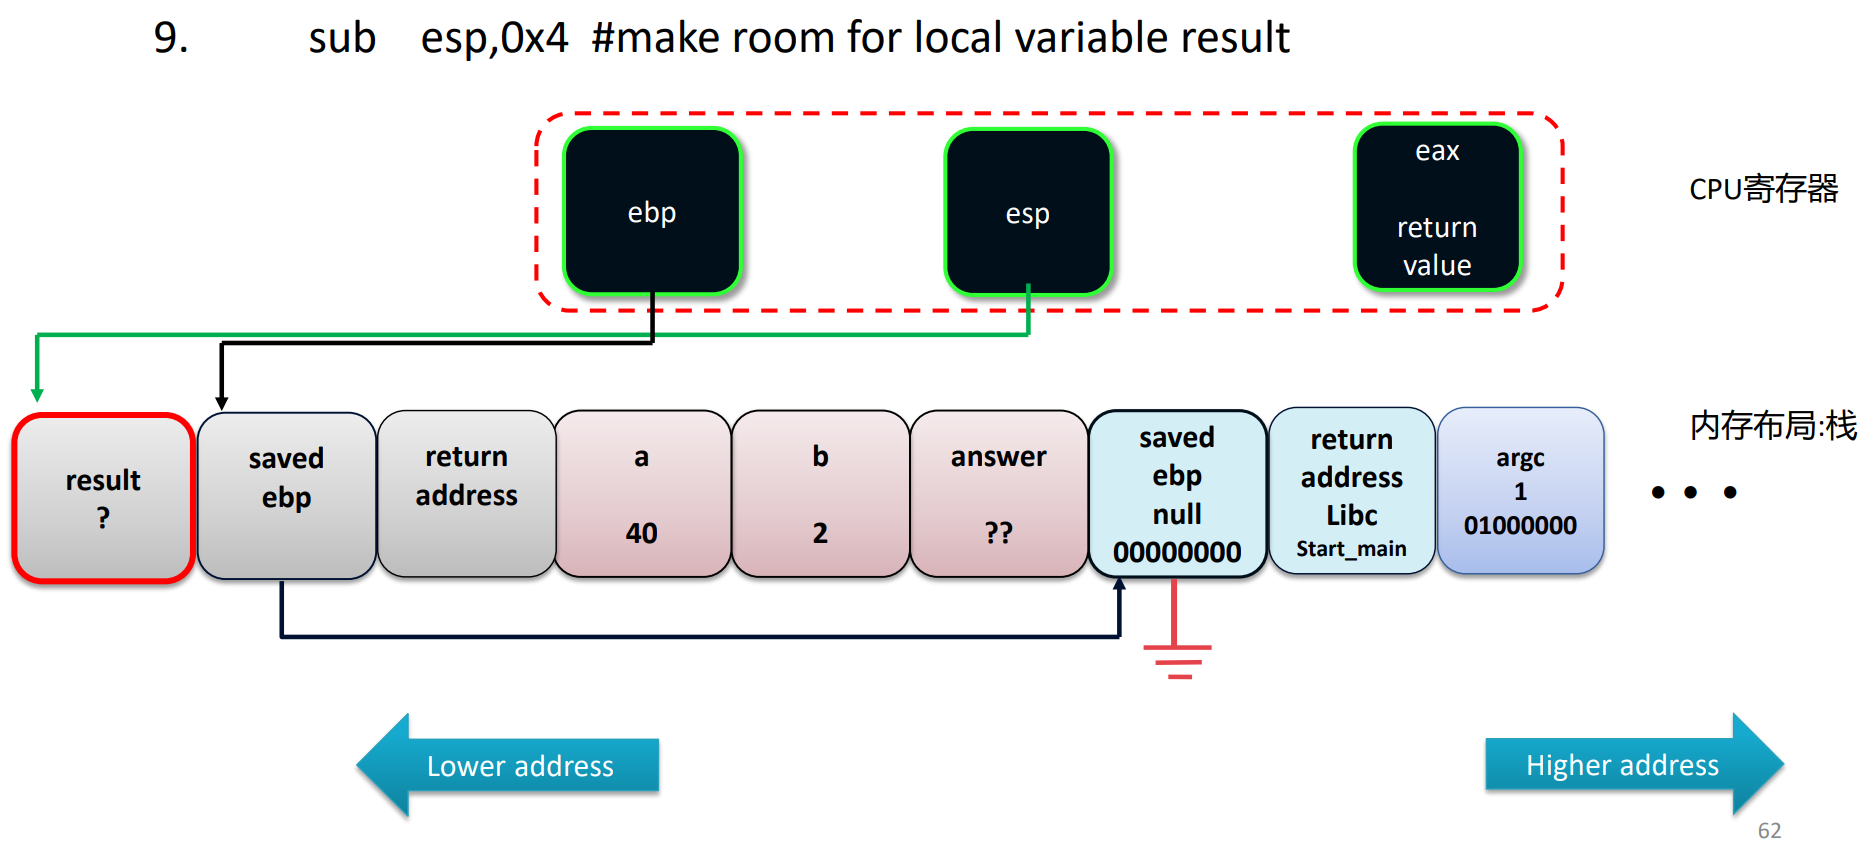 9. sub esp,0x4 #make room for local variable result
ebp
esp
eax
return
value
CPU寄存器
result
?
saved
ebp
return
address
a
40
b
2
answer
??
saved
ebp
null
00000000
return
address
Libc
Start_main
argc
1
01000000
内存布局:栈
• • •
Lower address
Higher address
62